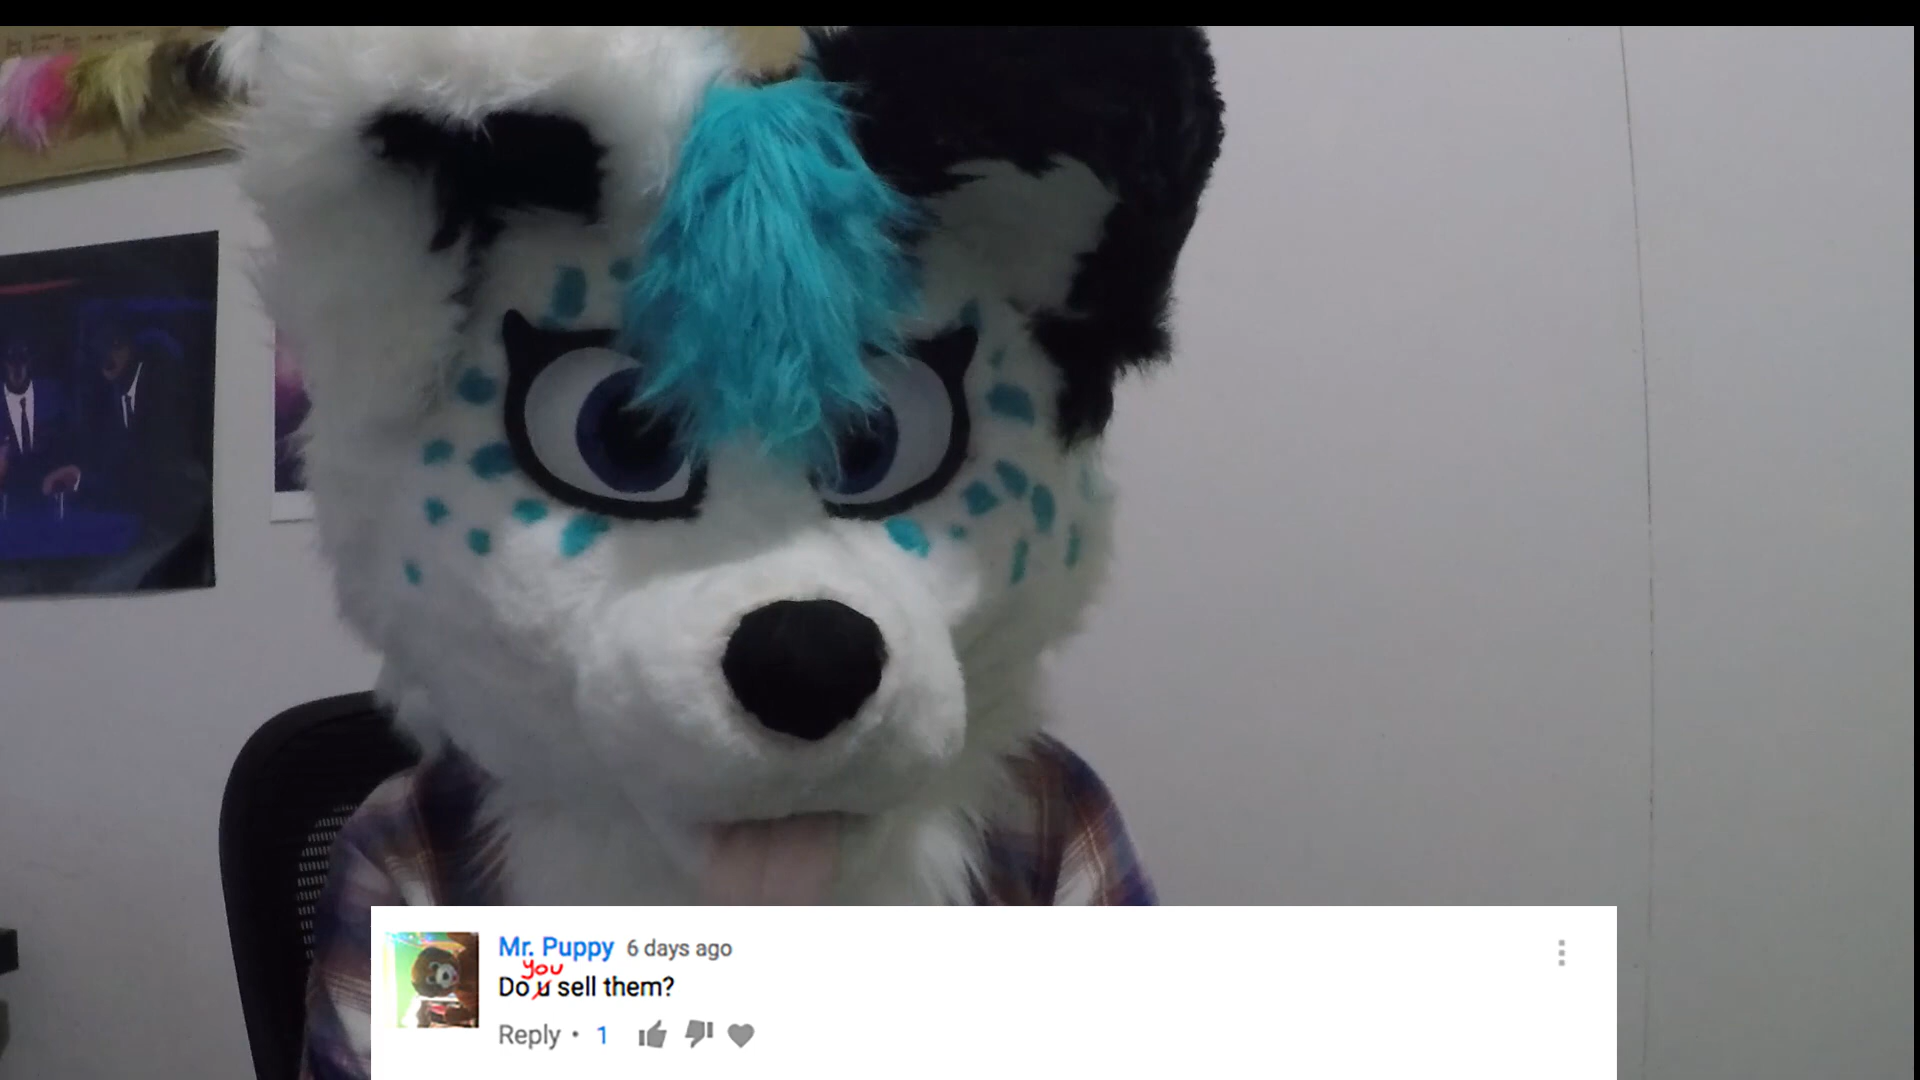 Mr. Puppy 6 days ago
you
Do u sell them?
Reply • 1